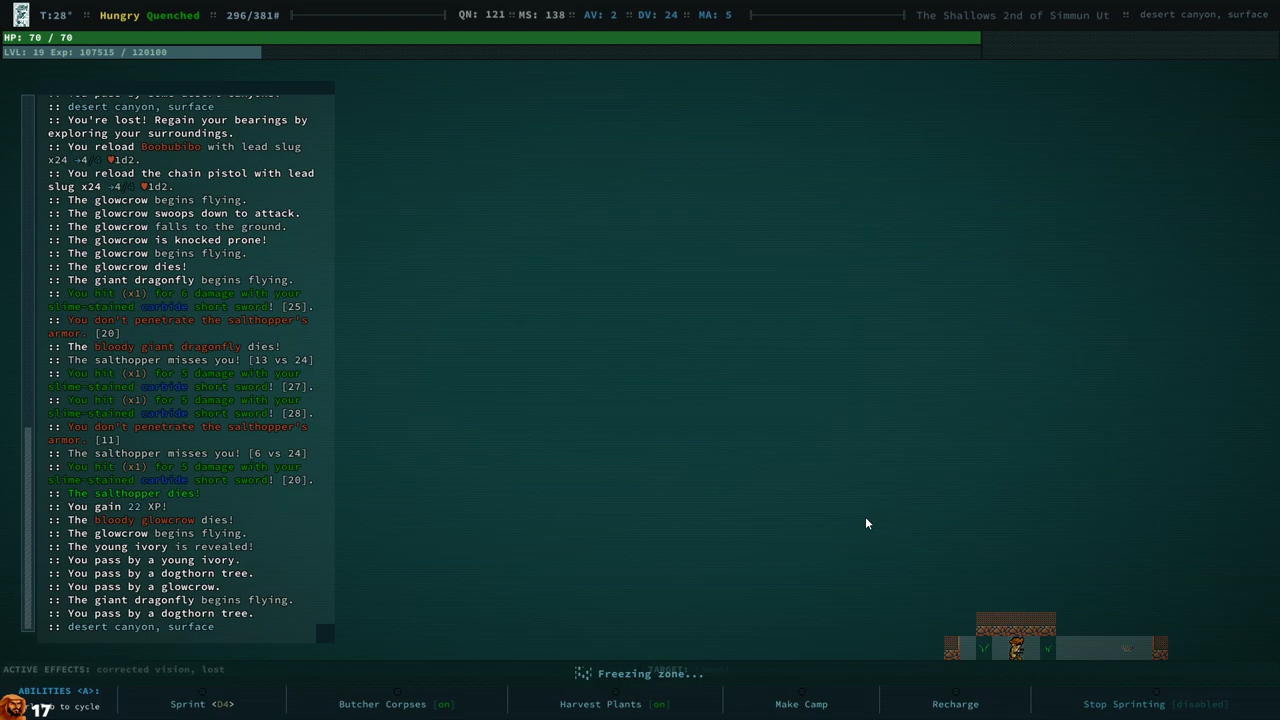 T:28° :: Hungry Quenched :: 296/381# QN: 121 :: MS: 138 :: AV: 2 :: DV: 24 :: MA: 5 The Shallows 2nd of Simmun Ut :: desert canyon, surface
HP: 70 / 70
LVL: 19 Exp: 107515 / 120100
:: desert canyon, surface
:: You're lost! Regain your bearings by
exploring your surroundings.
:: You reload Boobubibo with lead slug
x24 →4/4 ♥1d2.
:: You reload the chain pistol with lead
slug x24 →4/4 ♥1d2.
:: The glowcrow begins flying.
:: The glowcrow swoops down to attack.
:: The glowcrow falls to the ground.
:: The glowcrow is knocked prone!
:: The glowcrow begins flying.
:: The glowcrow dies!
:: The giant dragonfly begins flying.
:: You hit (x1) for 6 damage with your
slime-stained carbide short sword! [25].
:: You don't penetrate the salthopper's
armor. [20]
:: The bloody giant dragonfly dies!
:: The salthopper misses you! [13 vs 24]
:: You hit (x1) for 5 damage with your
slime-stained carbide short sword! [27].
:: You hit (x1) for 5 damage with your
slime-stained carbide short sword! [28].
:: You don't penetrate the salthopper's
armor. [11]
:: The salthopper misses you! [6 vs 24]
:: You hit (x1) for 5 damage with your
slime-stained carbide short sword! [20].
:: The salthopper dies!
:: You gain 22 XP!
:: The bloody glowcrow dies!
:: The glowcrow begins flying.
:: The young ivory is revealed!
:: You pass by a young ivory.
:: You pass by a dogthorn tree.
:: You pass by a glowcrow.
:: The giant dragonfly begins flying.
:: You pass by a dogthorn tree.
:: desert canyon, surface
ACTIVE EFFECTS: corrected vision, lost
TARGET:
Freezing zone...
ABILITIES <A>:
to cycle
17
Sprint <D4> Butcher Corpses [on] Harvest Plants [on] Make Camp Recharge Stop Sprinting [disabled]